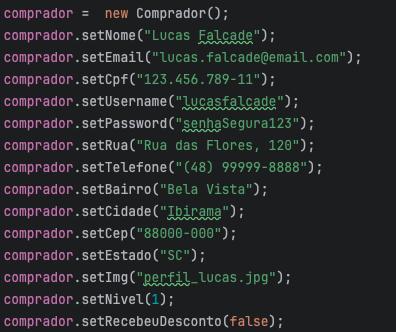 comprador =  new Comprador();
comprador.setNome("Lucas Falcade");
comprador.setEmail("lucas.falcade@email.com");
comprador.setCpf("123.456.789-11");
comprador.setUsername("lucasfalcade");
comprador.setPassword("senhaSegura123");
comprador.setRua("Rua das Flores, 120");
comprador.setTelefone("(48) 99999-8888");
comprador.setBairro("Bela Vista");
comprador.setCidade("Ibirama");
comprador.setCep("88000-000");
comprador.setEstado("SC");
comprador.setImg("perfil_lucas.jpg");
comprador.setNivel(1);
comprador.setRecebeuDesconto(false);